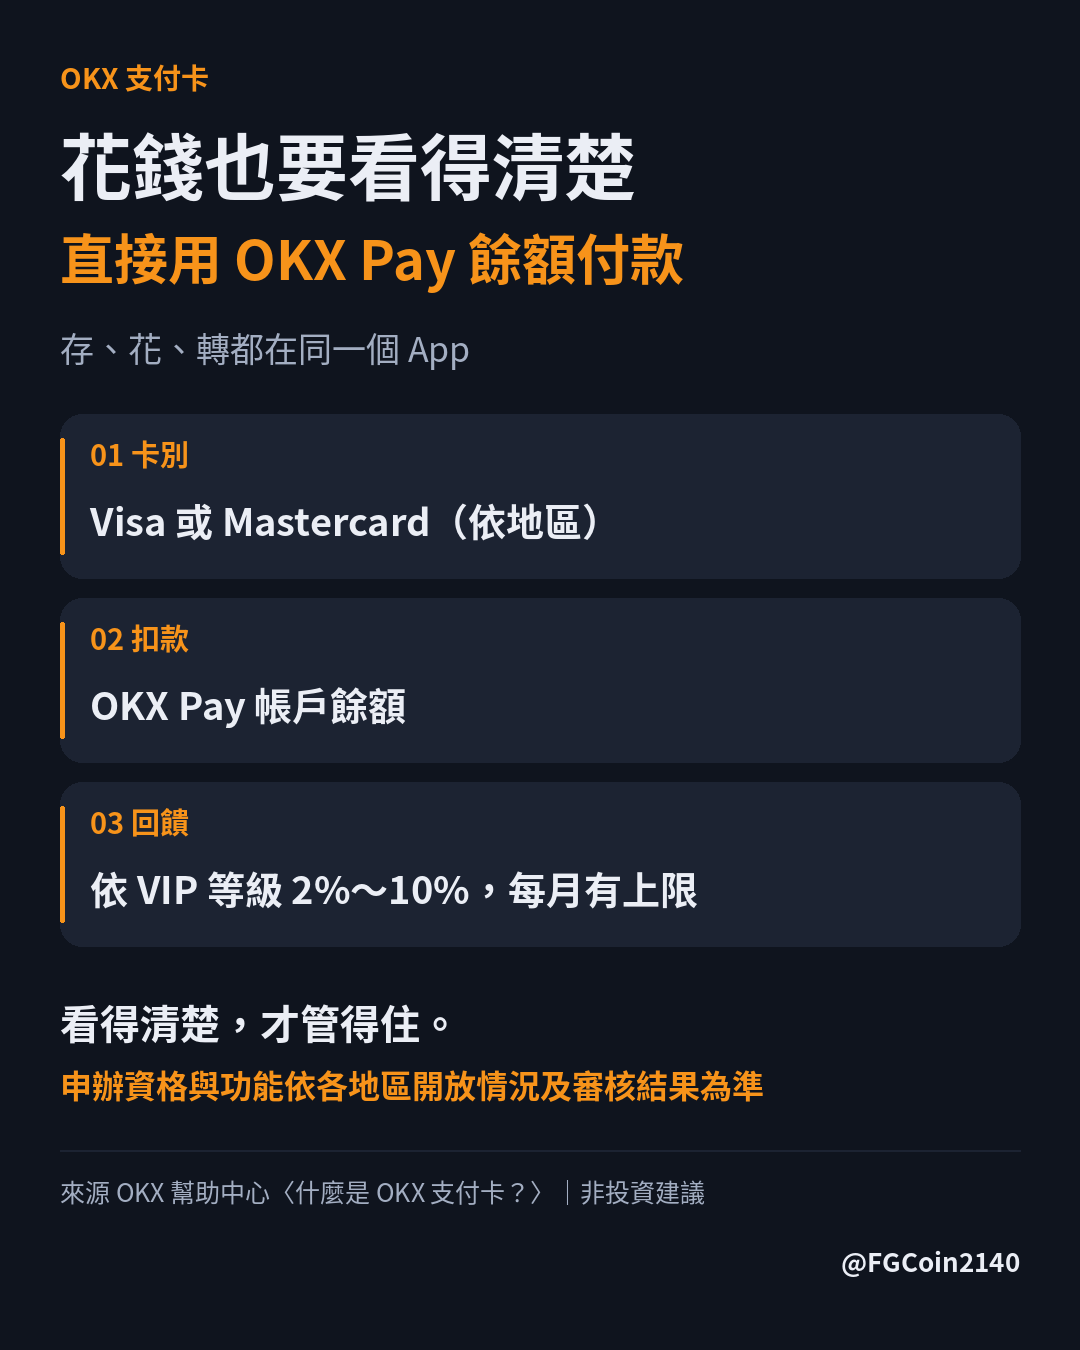 OKX 支付卡
花錢也要看得清楚
直接用 OKX Pay 餘額付款
存、花、轉都在同一個 App
01 卡別
Visa 或 Mastercard（依地區）
02 扣款
OKX Pay 帳戶餘額
03 回饋
依 VIP 等級 2%～10%，每月有上限
看得清楚，才管得住。
申辦資格與功能依各地區開放情況及審核結果為準
來源 OKX 幫助中心〈什麼是 OKX 支付卡？〉｜非投資建議
@FGCoin2140